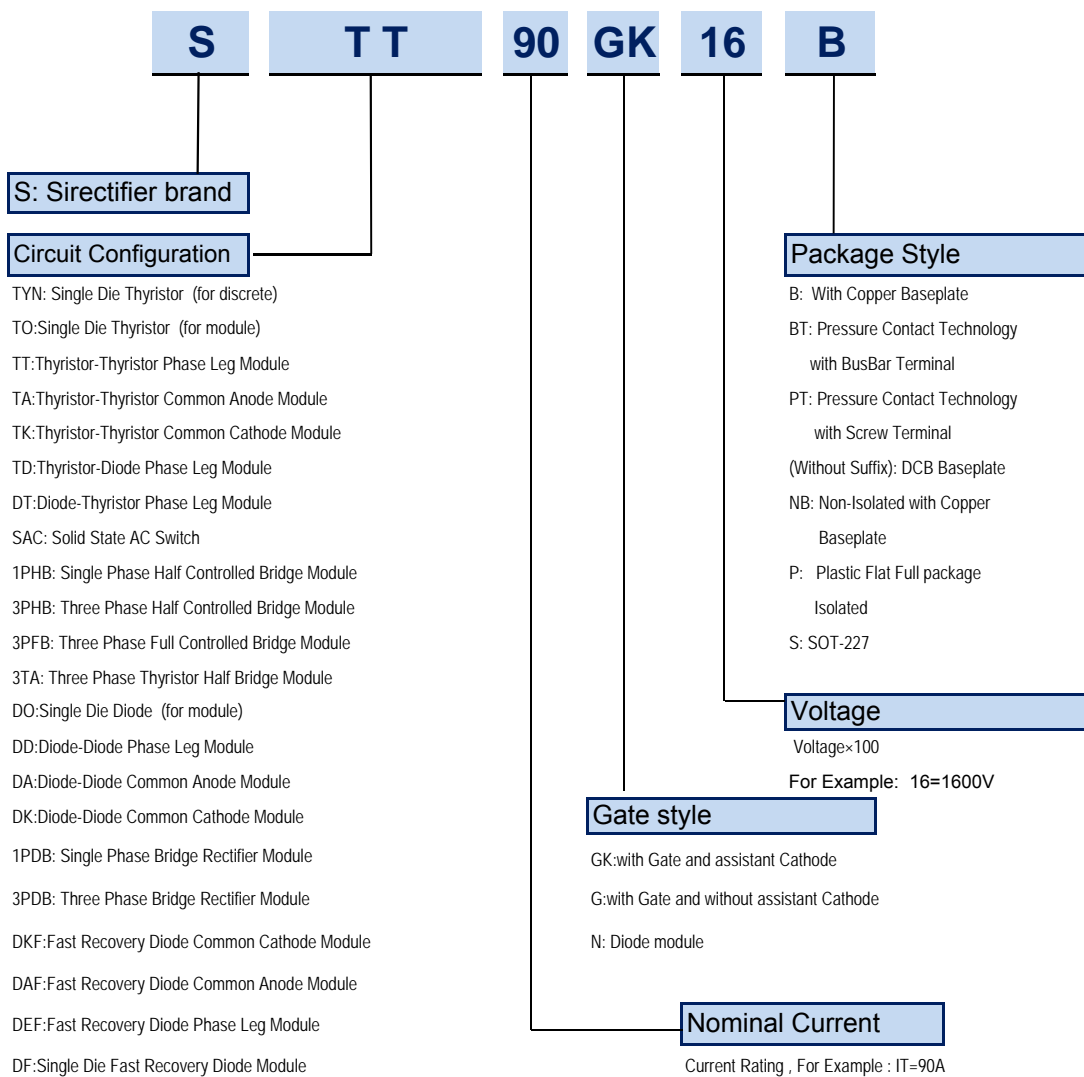 S TT 90 GK 16 B
S: Sirectifier brand
Circuit Configuration
TYN: Single Die Thyristor (for discrete)
TO:Single Die Thyristor (for module)
TT:Thyristor-Thyristor Phase Leg Module
TA:Thyristor-Thyristor Common Anode Module
TK:Thyristor-Thyristor Common Cathode Module
TD:Thyristor-Diode Phase Leg Module
DT:Diode-Thyristor Phase Leg Module
SAC: Solid State AC Switch
1PHB: Single Phase Half Controlled Bridge Module
3PHB: Three Phase Half Controlled Bridge Module
3PFB: Three Phase Full Controlled Bridge Module
3TA: Three Phase Thyristor Half Bridge Module
DO:Single Die Diode (for module)
DD:Diode-Diode Phase Leg Module
DA:Diode-Diode Common Anode Module
DK:Diode-Diode Common Cathode Module
1PDB: Single Phase Bridge Rectifier Module
3PDB: Three Phase Bridge Rectifier Module
DKF:Fast Recovery Diode Common Cathode Module
DAF:Fast Recovery Diode Common Anode Module
DEF:Fast Recovery Diode Phase Leg Module
DF:Single Die Fast Recovery Diode Module
Package Style
B: With Copper Baseplate
BT: Pressure Contact Technology
with BusBar Terminal
PT: Pressure Contact Technology
with Screw Terminal
(Without Suffix): DCB Baseplate
NB: Non-Isolated with Copper
Baseplate
P: Plastic Flat Full package
Isolated
S: SOT-227
Voltage
Voltage×100
For Example: 16=1600V
Gate style
GK:with Gate and assistant Cathode
G:with Gate and without assistant Cathode
N: Diode module
Nominal Current
Current Rating , For Example : IT=90A